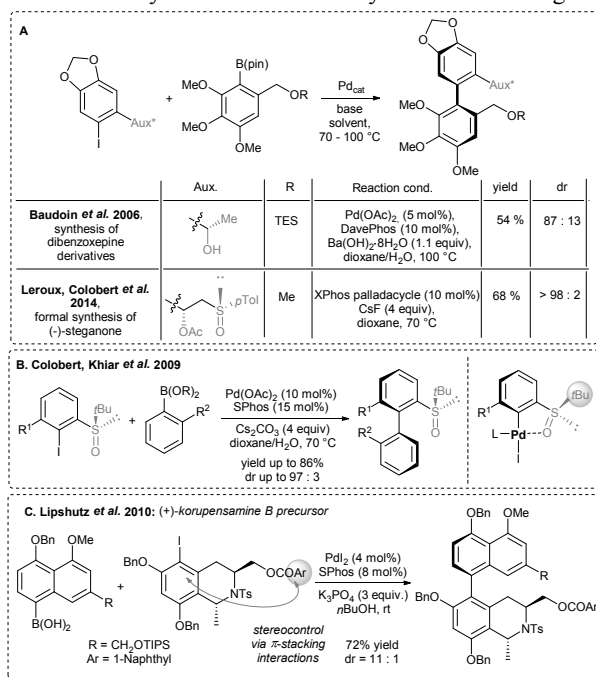 A
O
O
I
Aux*
+
B(pin)
MeO
MeO
OMe
OR
Pd_cat
base
solvent,
70 - 100 °C
O
O
Aux*
MeO
MeO
OMe
OR
Aux. R Reaction cond. yield dr
Baudoin et al. 2006,
synthesis of
dibenzoxepine
derivatives
Me
OH
TES
Pd(OAc)2 (5 mol%),
DavePhos (10 mol%),
Ba(OH)2·8H2O (1.1 equiv),
dioxane/H2O, 100 °C
54 %
87 : 13
Leroux, Colobert et al.
2014,
formal synthesis of
(-)-steganone
OAc
S
O
pTol
Me
XPhos palladacycle (10 mol%)
CsF (4 equiv),
dioxane, 70 °C
68 %
> 98 : 2
B. Colobert, Khiar et al. 2009
R1
I
S
O
tBu
+
B(OR)2
R2
Pd(OAc)2 (10 mol%)
SPhos (15 mol%)
Cs2CO3 (4 equiv)
dioxane/H2O, 70 °C
yield up to 86%
dr up to 97 : 3
R1
R2
S
O
tBu
R1
L
Pd
I
S
O
tBu
C. Lipshutz et al. 2010: (+)-korupensamine B precursor
OBn
OMe
R
B(OH)2
R = CH2OTIPS
Ar = 1-Naphthyl
+
BnO
I
OCOAr
NTs
OBn
stereocontrol
via π-stacking
interactions
PdI2 (4 mol%)
SPhos (8 mol%)
K3PO4 (3 equiv.)
nBuOH, rt
72% yield
dr = 11 : 1
OBn
OMe
R
BnO
OCOAr
NTs
OBn